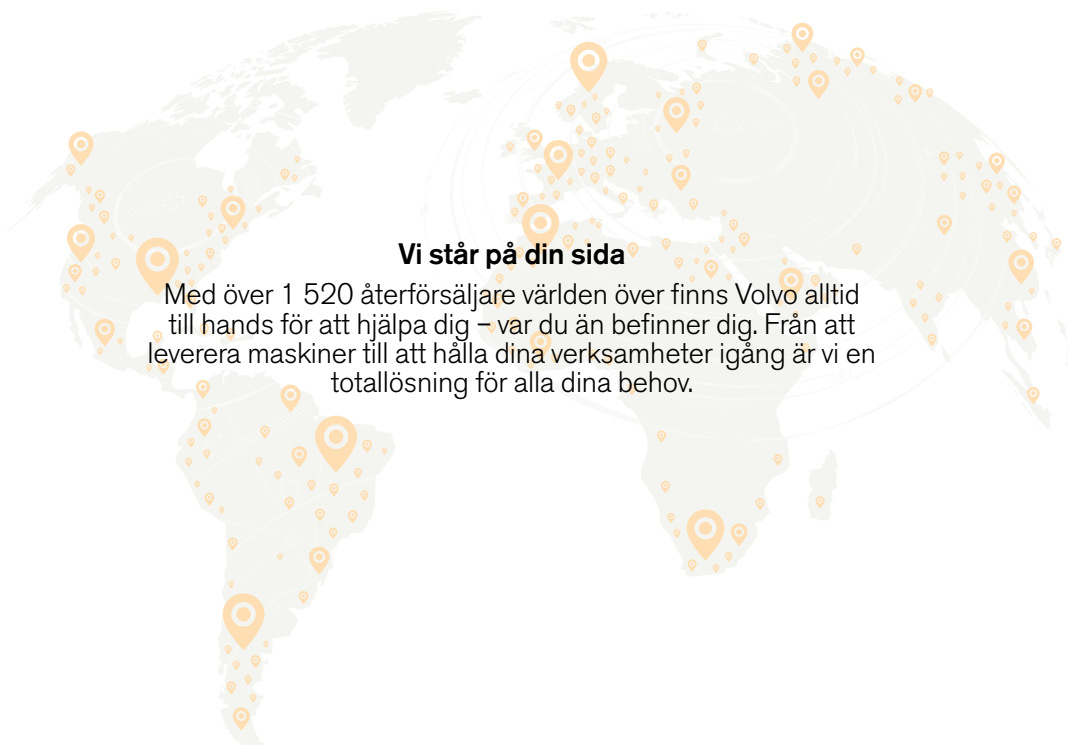 Vi står på din sida
Med över 1 520 återförsäljare världen över finns Volvo alltid
till hands för att hjälpa dig – var du än befinner dig. Från att
leverera maskiner till att hålla dina verksamheter igång är vi en
totallösning för alla dina behov.